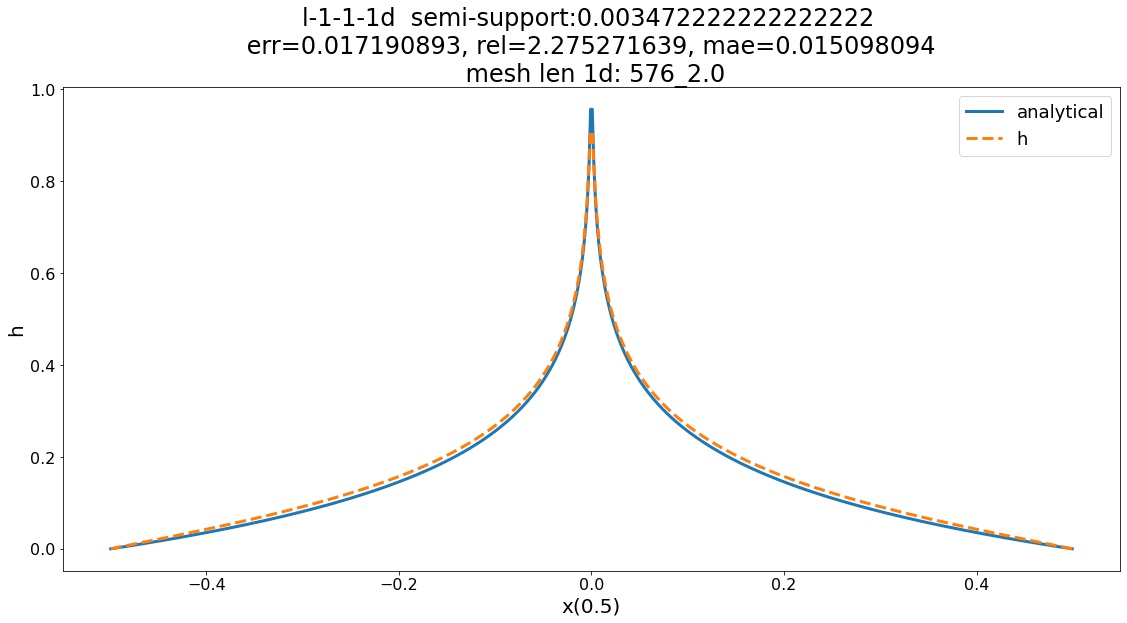 l-1-1-1d  semi-support:0.003472222222222222
err=0.017190893, rel=2.275271639, mae=0.015098094
mesh len 1d: 576_2.0
analytical
h
h
1.0
0.8
0.6
0.4
0.2
0.0
−0.4
−0.2
0.0
0.2
0.4
x(0.5)